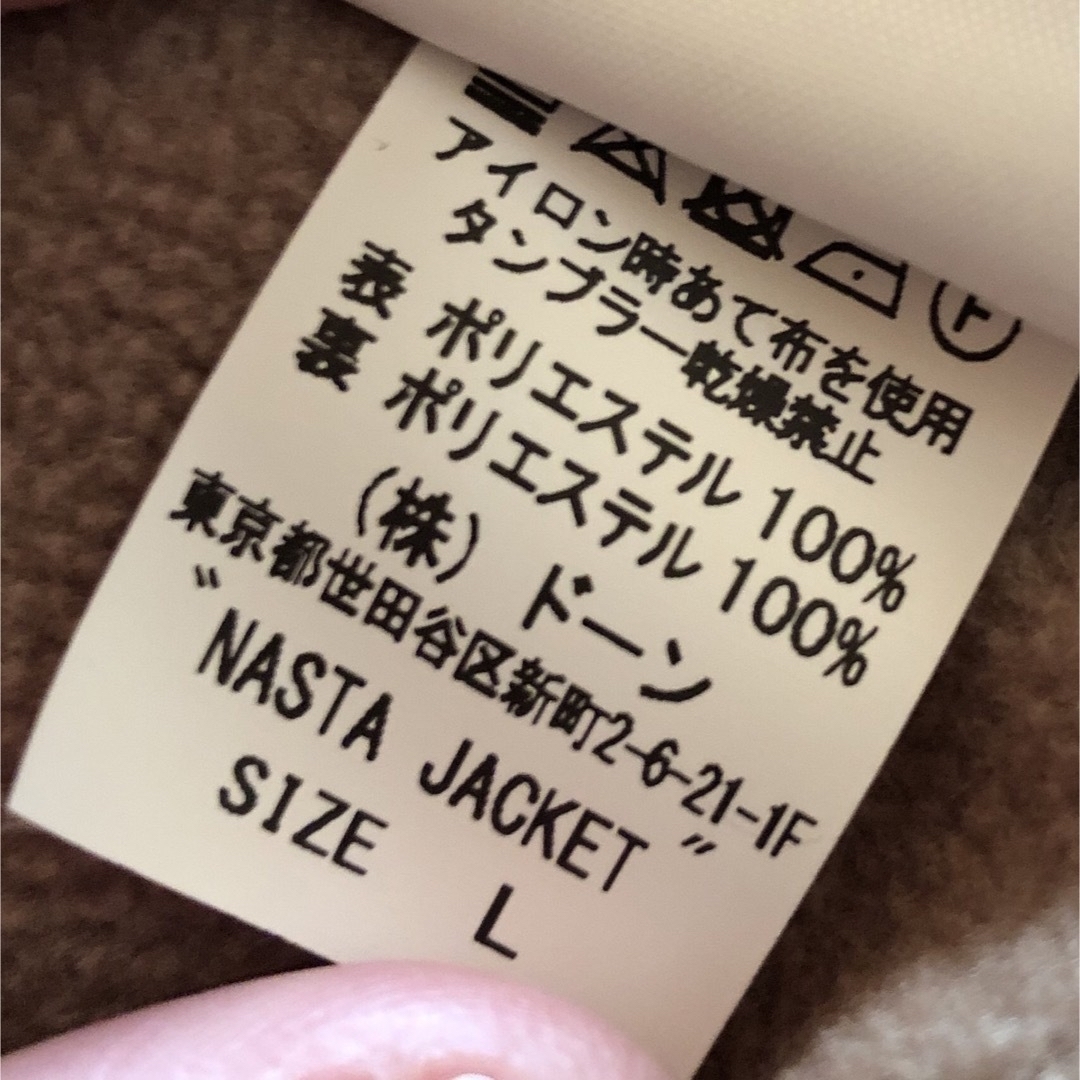 F
アイロン時あて布を使用
タンブラー乾燥禁止
表 ポリエステル 100%
裏 ポリエステル 100%
(株) ドーン
東京都世田谷区新町2-6-21-1F
"NASTA JACKET"
SIZE L